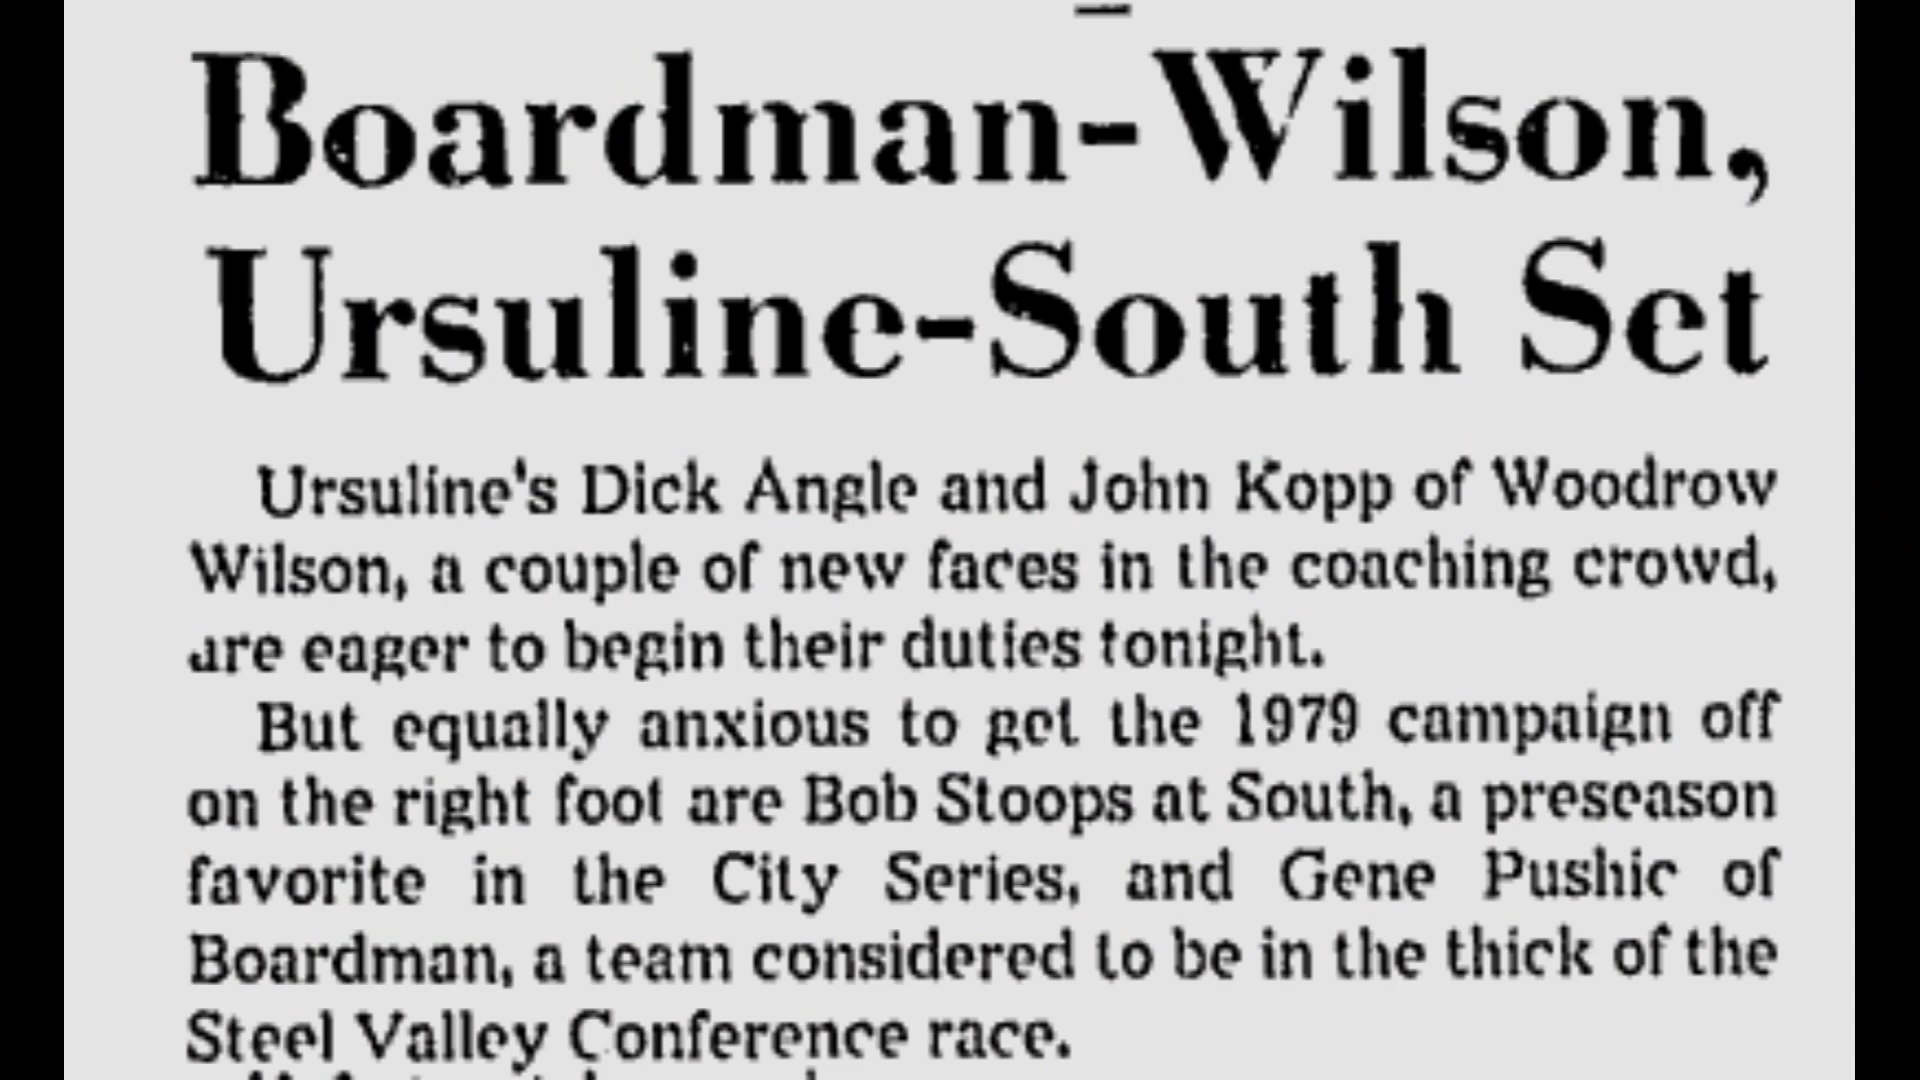 Boardman-Wilson,
Ursuline-South Set
Ursuline's Dick Angle and John Kopp of Woodrow
Wilson, a couple of new faces in the coaching crowd,
are eager to begin their duties tonight.
But equally anxious to get the 1979 campaign off
on the right foot are Bob Stoops at South, a preseason
favorite in the City Series, and Gene Pushic of
Boardman, a team considered to be in the thick of the
Steel Valley Conference race.